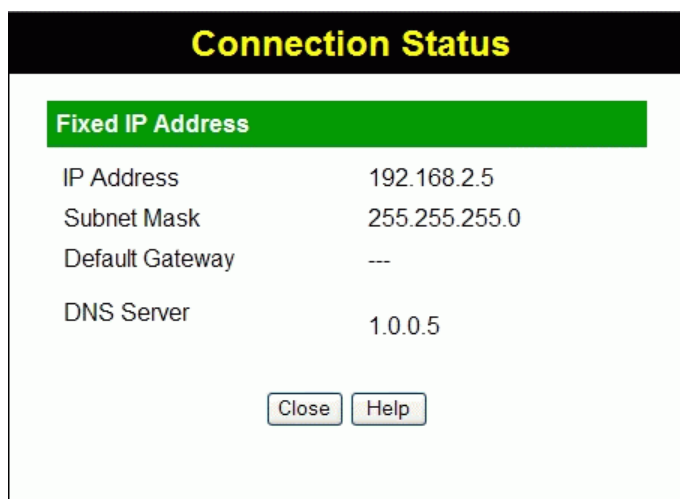 Connection Status
Fixed IP Address
IP Address 192.168.2.5
Subnet Mask 255.255.255.0
Default Gateway ---
DNS Server 1.0.0.5
Close Help